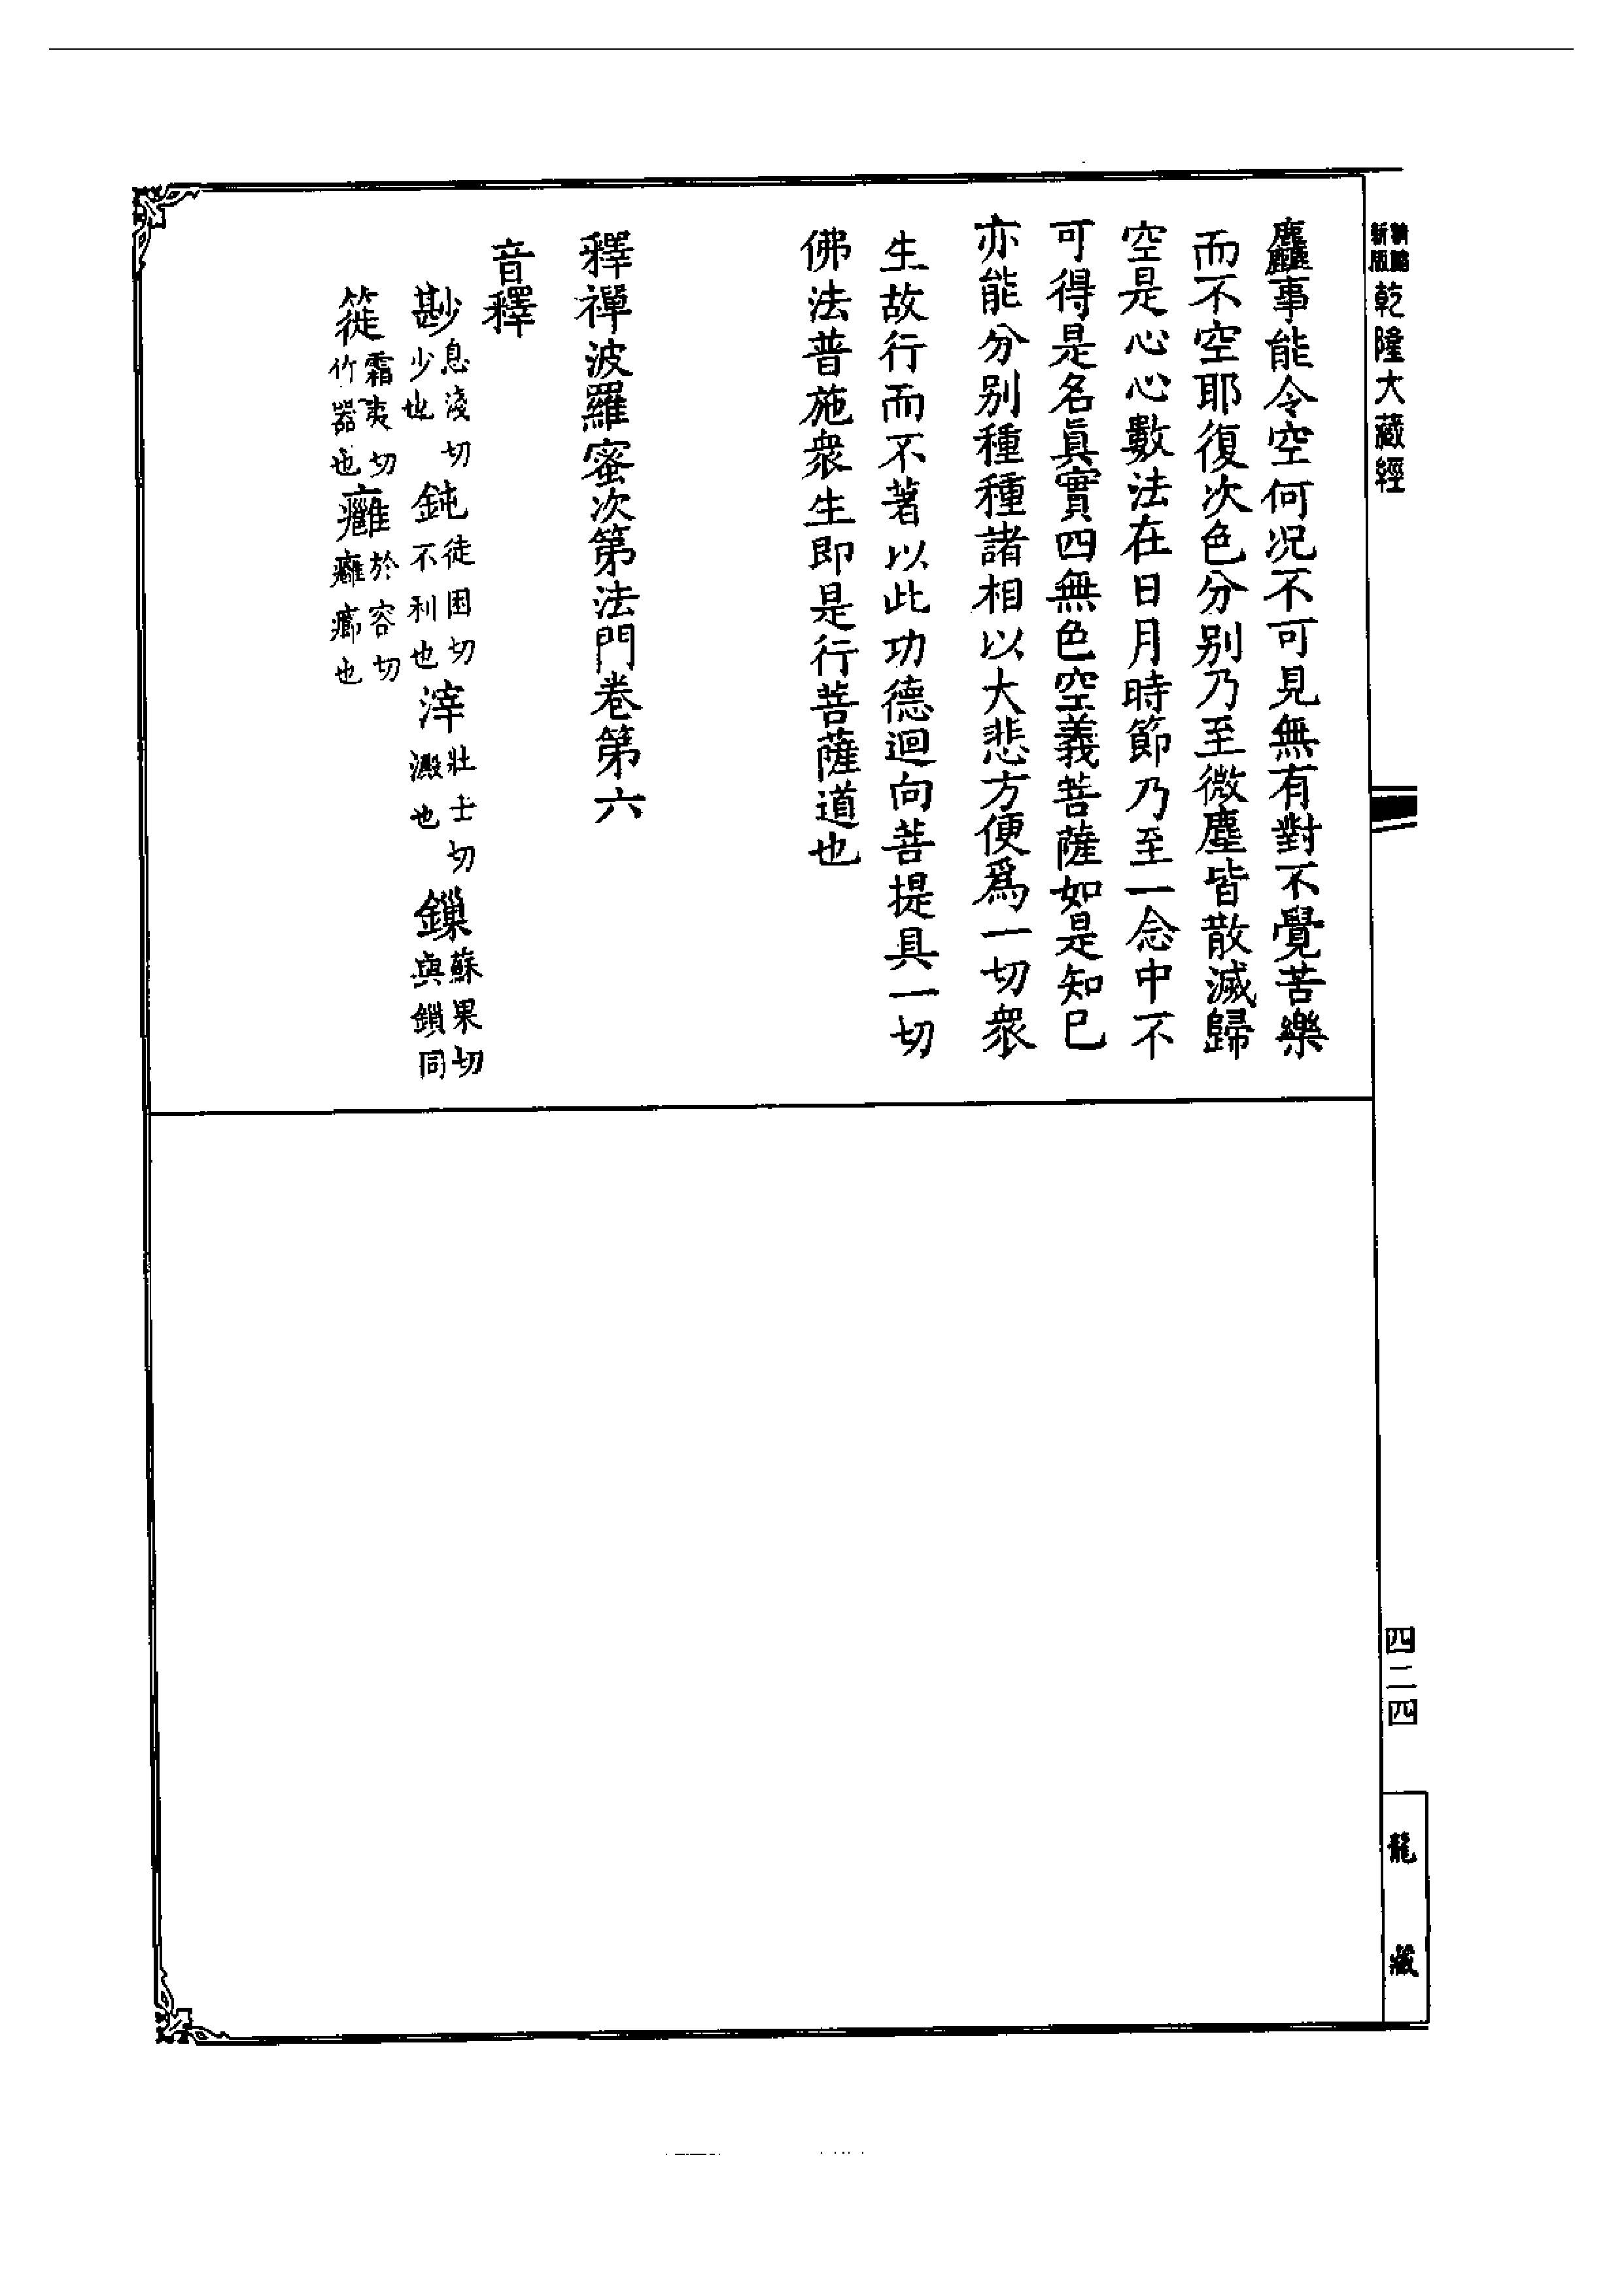 新版
乾隆大藏經
麤事能令空何况不可見無有對不覺苦樂
而不空耶復次色分别乃至微塵皆散滅歸
空是心心數法在日月時節乃至一念中不
可得是名眞實四無色空義菩薩如是知巳
亦能分别種種諸相以大悲方便爲一切衆
生故行而不著以此功德迴向菩提具一切
佛法普施衆生即是行菩薩道也
釋禪波羅蜜次第法門卷第六
音釋
尠息淺切少也鈍徒困切不利也滓壯士切澱也鏁蘇果切與鎖同
簁霜夷切竹器也癰於容切癰癤也
四二四
龍藏